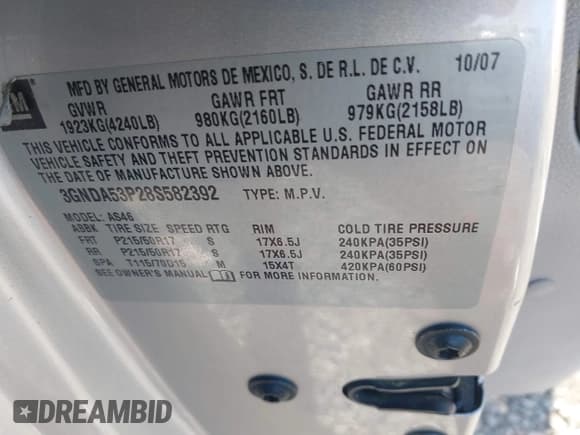 MFD BY GENERAL MOTORS DE MEXICO, S. DE R.L. DE C.V. 10/07
GVWR GAWR FRT GAWR RR
1923KG(4240LB) 980KG(2160LB) 979KG(2158LB)
THIS VEHICLE CONFORMS TO ALL APPLICABLE U.S. FEDERAL MOTOR
VEHICLE SAFETY AND THEFT PREVENTION STANDARDS IN EFFECT ON
THE DATE OF MANUFACTURE SHOWN ABOVE.
3GNDA53P28S582392 TYPE: M.P.V.
MODEL: AS46
TIRE SIZE SPEED RTG RIM COLD TIRE PRESSURE
FRT P215/50R17 S 17X6.5J 240KPA(35PSI)
RR P215/50R17 S 17X6.5J 240KPA(35PSI)
SPA T115/70D15 M 15X4T 420KPA(60PSI)
SEE OWNER'S MANUAL FOR MORE INFORMATION.
GM
DREAMBID